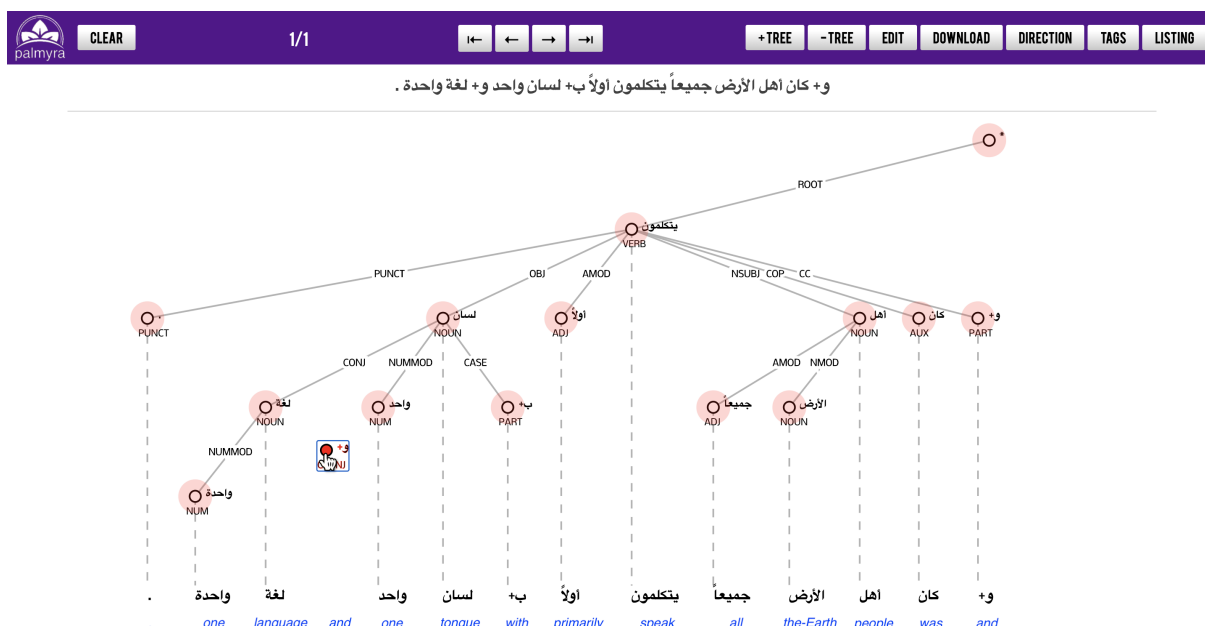 palmyra CLEAR 1/1 +TREE -TREE EDIT DOWNLOAD DIRECTION TAGS LISTING
و+ كان أهل الأرض جميعاً يتكلمون أولاً ب+ لسان واحد و+ لغة واحدة .
*
ROOT
يتكلمون
VERB
PUNCT OBJ AMOD NSUBJ COP CC
. لسان أولاً أهل كان و+
PUNCT NOUN ADJ NOUN AUX PART
CONJ NUMMOD CASE AMOD NMOD
لغة واحد ب+ جميعاً الأرض
NOUN NUM PART ADJ NOUN
و+
NUMMOD
واحدة
NUM
و+ كان أهل الأرض جميعاً يتكلمون أولاً ب+ لسان واحد لغة واحدة .
one language and one tongue with primarily speak all the-Earth people was and